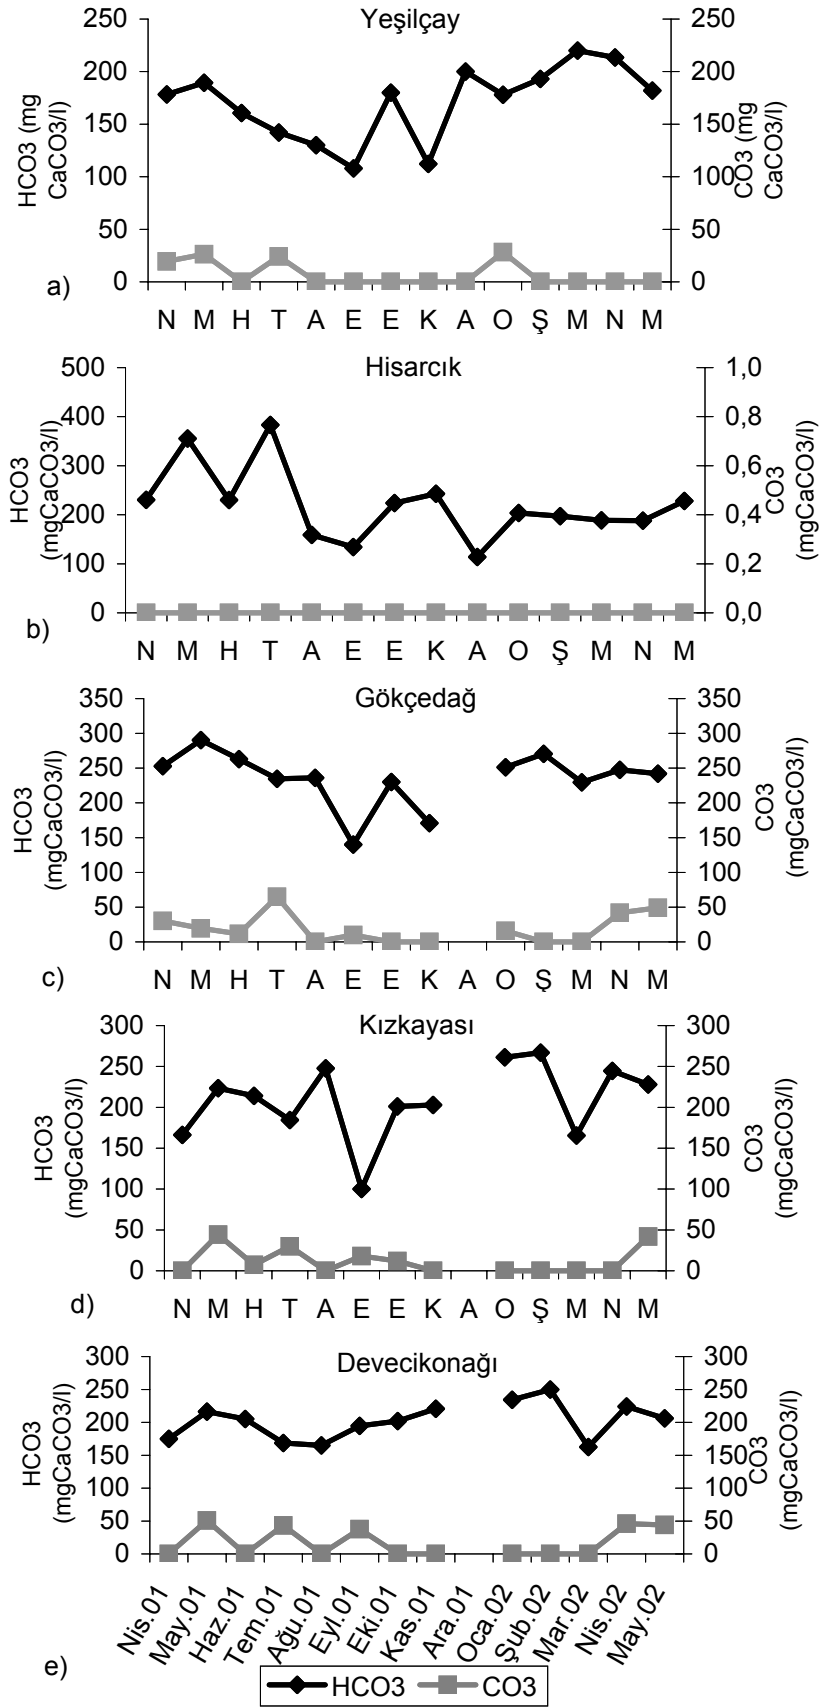 Yeşilçay
HCO3 (mg
CaCO3/l)
250
200
150
100
50
0
250
200
150
100
50
0
CO3 (mg
CaCO3/l)
a)
N M H T A E E K A O Ş M N M
Hisarcık
HCO3
(mgCaCO3/l)
500
400
300
200
100
0
1,0
0,8
0,6
0,4
0,2
0,0
CO3
(mgCaCO3/l)
b)
N M H T A E E K A O Ş M N M
Gökçedağ
HCO3
(mgCaCO3/l)
350
300
250
200
150
100
50
0
350
300
250
200
150
100
50
0
CO3
(mgCaCO3/l)
c)
N M H T A E E K A O Ş M N M
Kızkayası
HCO3
(mgCaCO3/l)
300
250
200
150
100
50
0
300
250
200
150
100
50
0
CO3
(mgCaCO3/l)
d)
N M H T A E E K A O Ş M N M
Devecikonağı
HCO3
(mgCaCO3/l)
300
250
200
150
100
50
0
300
250
200
150
100
50
0
CO3
(mgCaCO3/l)
Nis.01 May.01 Haz.01 Tem.01 Ağu.01 Eyl.01 Eki.01 Kas.01 Ara.01 Oca.02 Şub.02 Mar.02 Nis.02 May.02
e)
HCO3 CO3